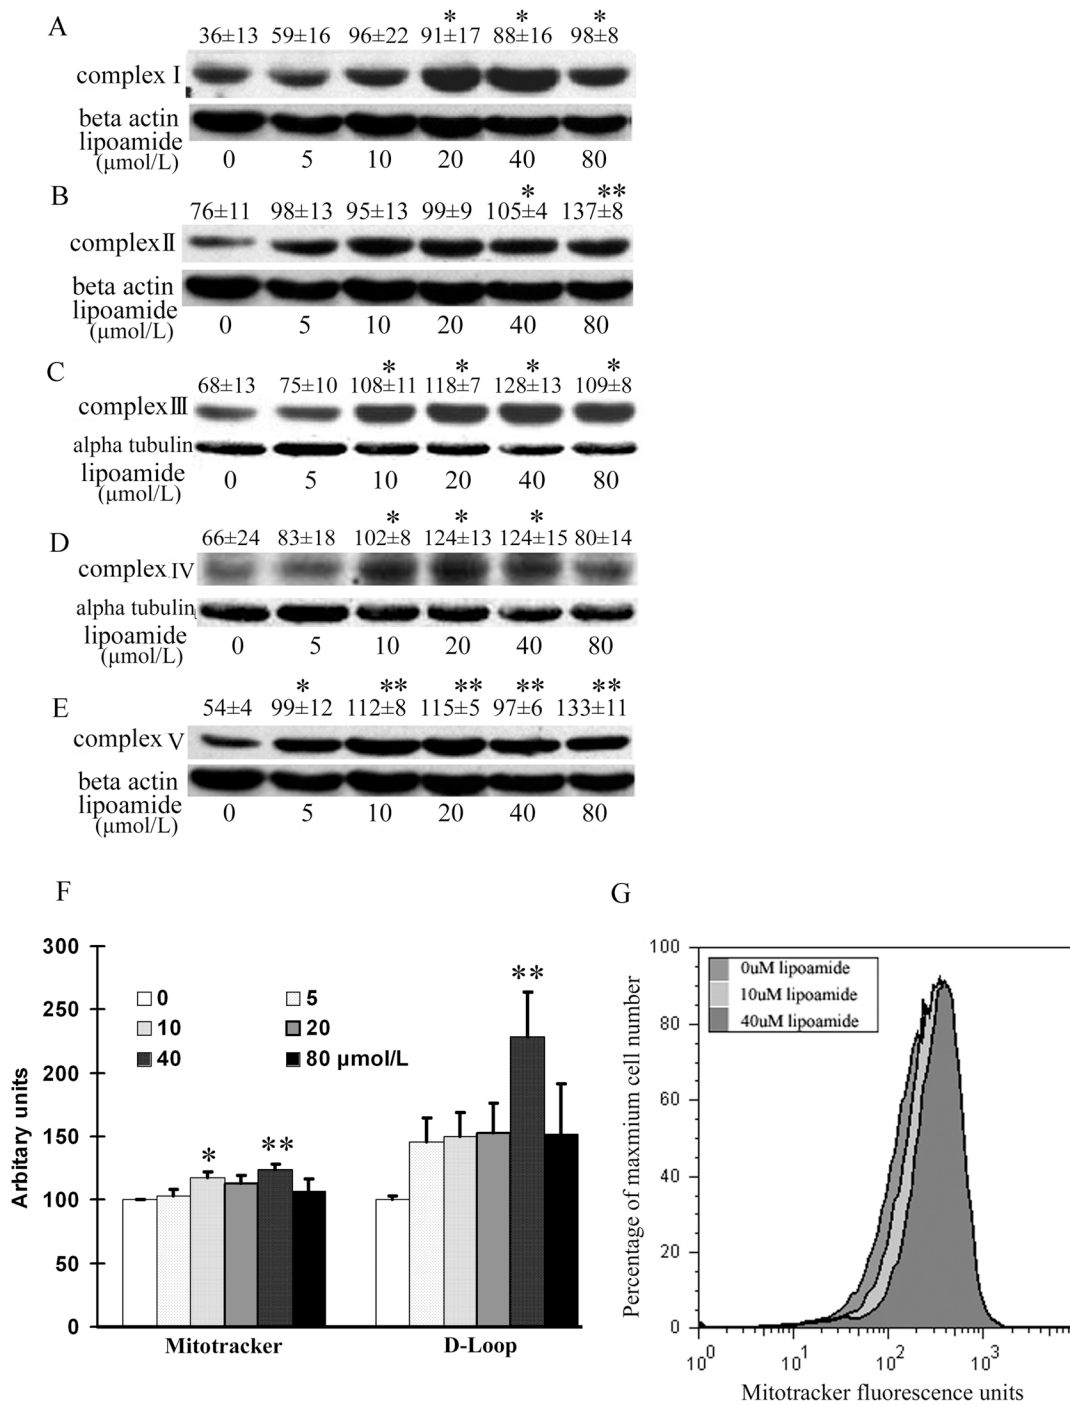 A
* * *
36±13 59±16 96±22 91±17 88±16 98±8
complex I
beta actin
lipoamide
(μmol/L) 0 5 10 20 40 80
B
* **
76±11 98±13 95±13 99±9 105±4 137±8
complex II
beta actin
lipoamide
(μmol/L) 0 5 10 20 40 80
C
* * * *
68±13 75±10 108±11 118±7 128±13 109±8
complex III
alpha tubulin
lipoamide
(μmol/L) 0 5 10 20 40 80
D
* * *
66±24 83±18 102±8 124±13 124±15 80±14
complex IV
alpha tubulin
lipoamide
(μmol/L) 0 5 10 20 40 80
E
* ** ** ** **
54±4 99±12 112±8 115±5 97±6 133±11
complex V
beta actin
lipoamide
(μmol/L) 0 5 10 20 40 80
F
Arbitary units
300
250
200
150
100
50
0
0 5
10 20
40 80 μmol/L
* ** **
Mitotracker D-Loop
G
Percentage of maxmium cell number
100
80
60
40
20
0
0uM lipoamide
10uM lipoamide
40uM lipoamide
10⁰ 10¹ 10² 10³
Mitotracker fluorescence units